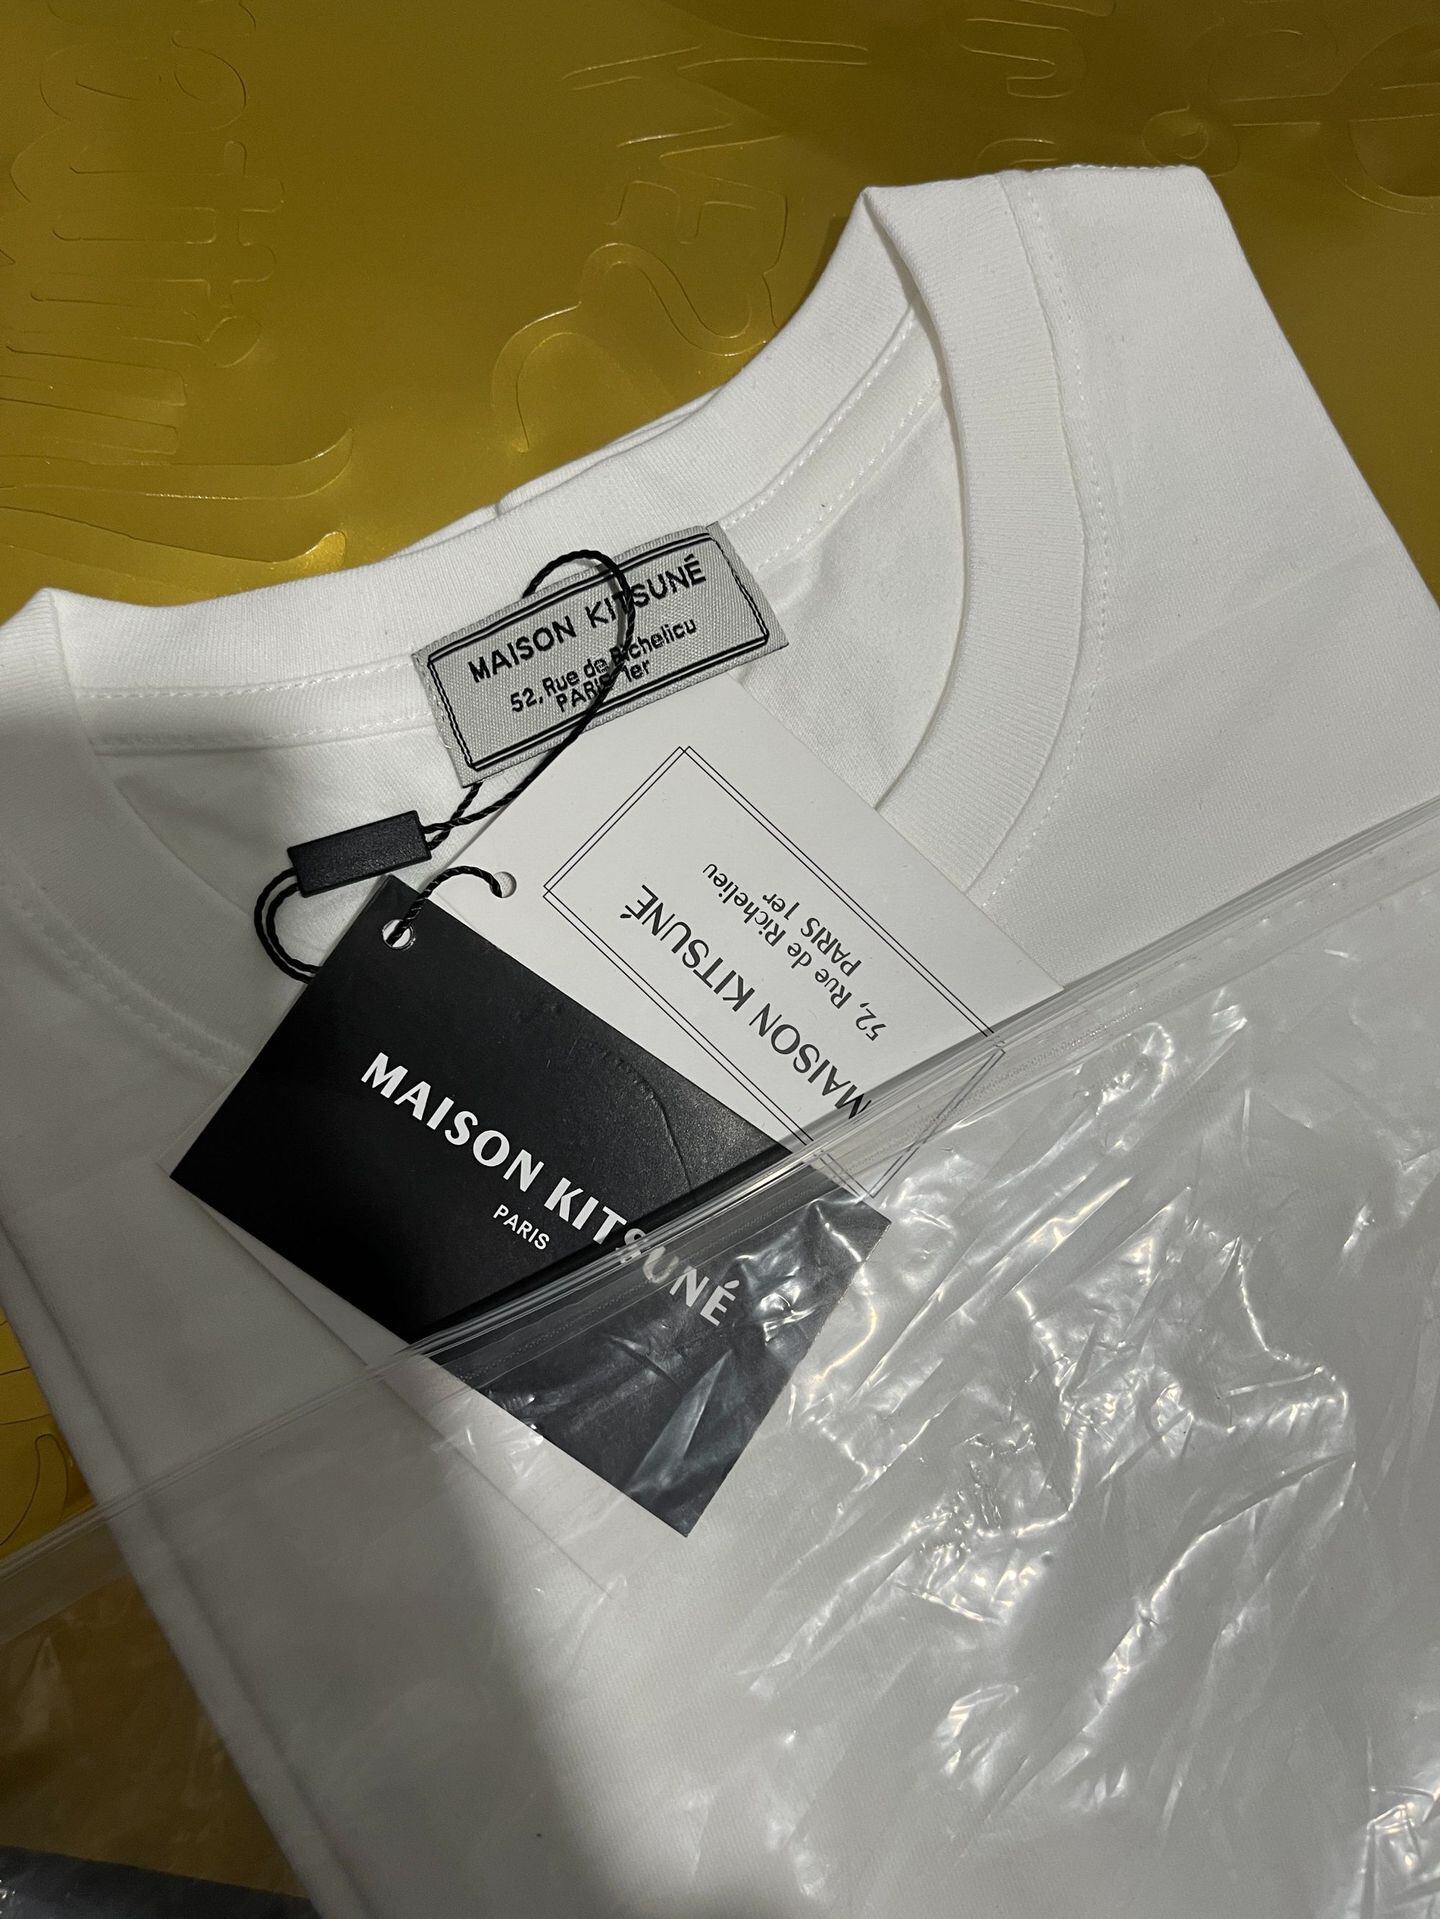 MAISON KITSUNÉ
52, Rue de Richelicu
PARIS 1er
MAISON KITSUNÉ
52, Rue de Richelieu
PARIS 1er
MAISON KITSUNÉ
PARIS